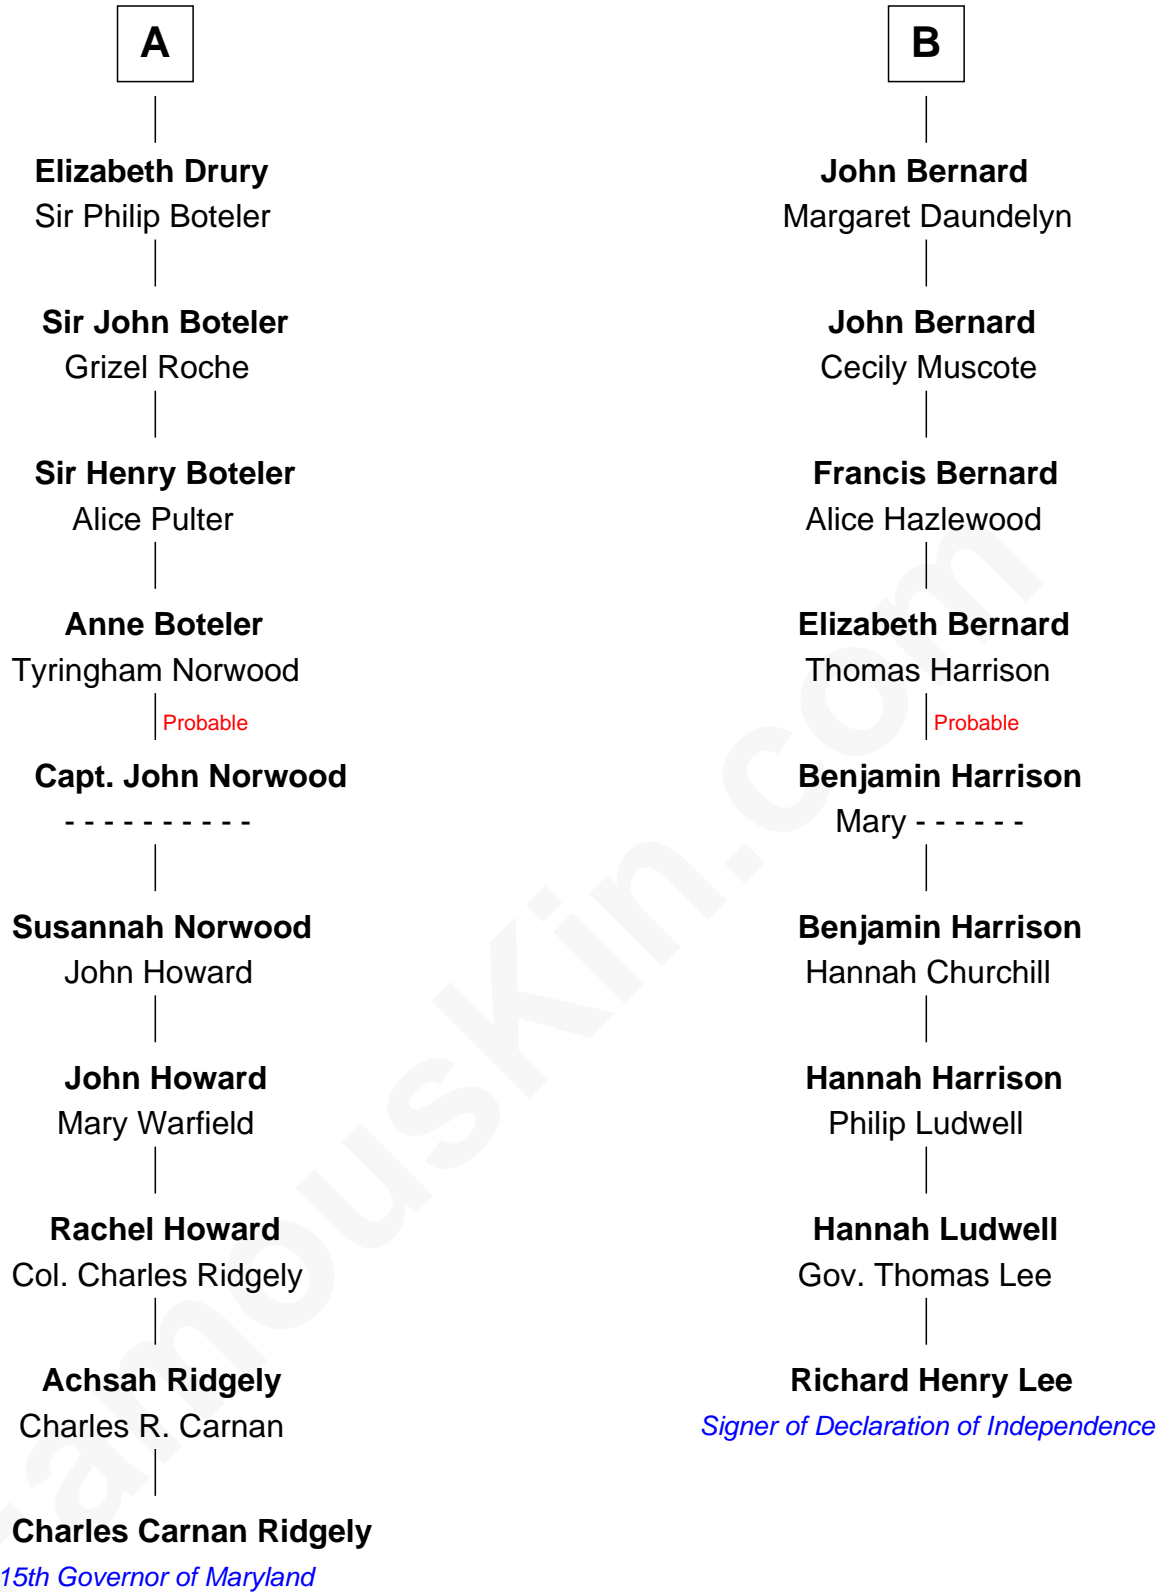 A
Elizabeth Drury
Sir Philip Boteler
Sir John Boteler
Grizel Roche
Sir Henry Boteler
Alice Pulter
Anne Boteler
Tyringham Norwood
Probable
Capt. John Norwood
- - - - - - - - - -
Susannah Norwood
John Howard
John Howard
Mary Warfield
Rachel Howard
Col. Charles Ridgely
Achsah Ridgely
Charles R. Carnan
Charles Carnan Ridgely
15th Governor of Maryland
B
John Bernard
Margaret Daundelyn
John Bernard
Cecily Muscote
Francis Bernard
Alice Hazlewood
Elizabeth Bernard
Thomas Harrison
Probable
Benjamin Harrison
Mary - - - - - -
Benjamin Harrison
Hannah Churchill
Hannah Harrison
Philip Ludwell
Hannah Ludwell
Gov. Thomas Lee
Richard Henry Lee
Signer of Declaration of Independence
FamousKin.com